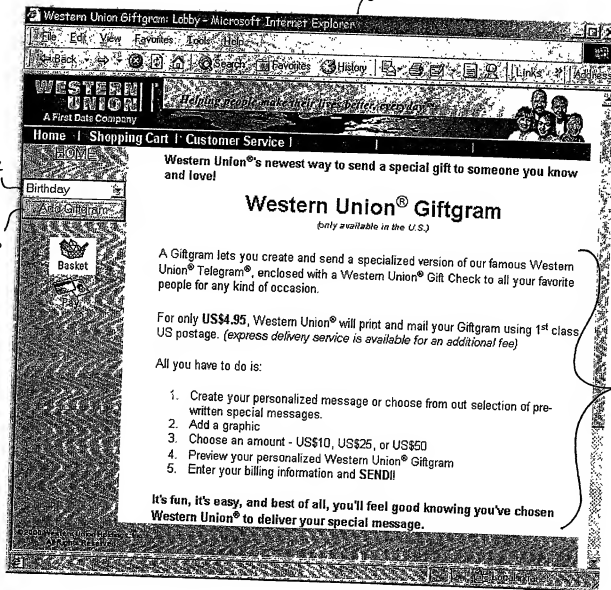 Western Union Giftgram: Lobby - Microsoft Internet Explorer
File Edit View Favorites Tools Help
Back Search Favorites History Links Address
WESTERN UNION
A First Data Company
Helping people make their lives better, everyday
Home | Shopping Cart | Customer Service |
HOME
Birthday
Add Giftgram
Basket
Western Union®'s newest way to send a special gift to someone you know
and love!
Western Union® Giftgram
(only available in the U.S.)
A Giftgram lets you create and send a specialized version of our famous Western
Union® Telegram®, enclosed with a Western Union® Gift Check to all your favorite
people for any kind of occasion.
For only US$4.95, Western Union® will print and mail your Giftgram using 1st class
US postage. (express delivery service is available for an additional fee)
All you have to do is:
1. Create your personalized message or choose from out selection of pre-
written special messages.
2. Add a graphic
3. Choose an amount - US$10, US$25, or US$50
4. Preview your personalized Western Union® Giftgram
5. Enter your billing information and SEND!!
It's fun, it's easy, and best of all, you'll feel good knowing you've chosen
Western Union® to deliver your special message.
All Rights Reserved